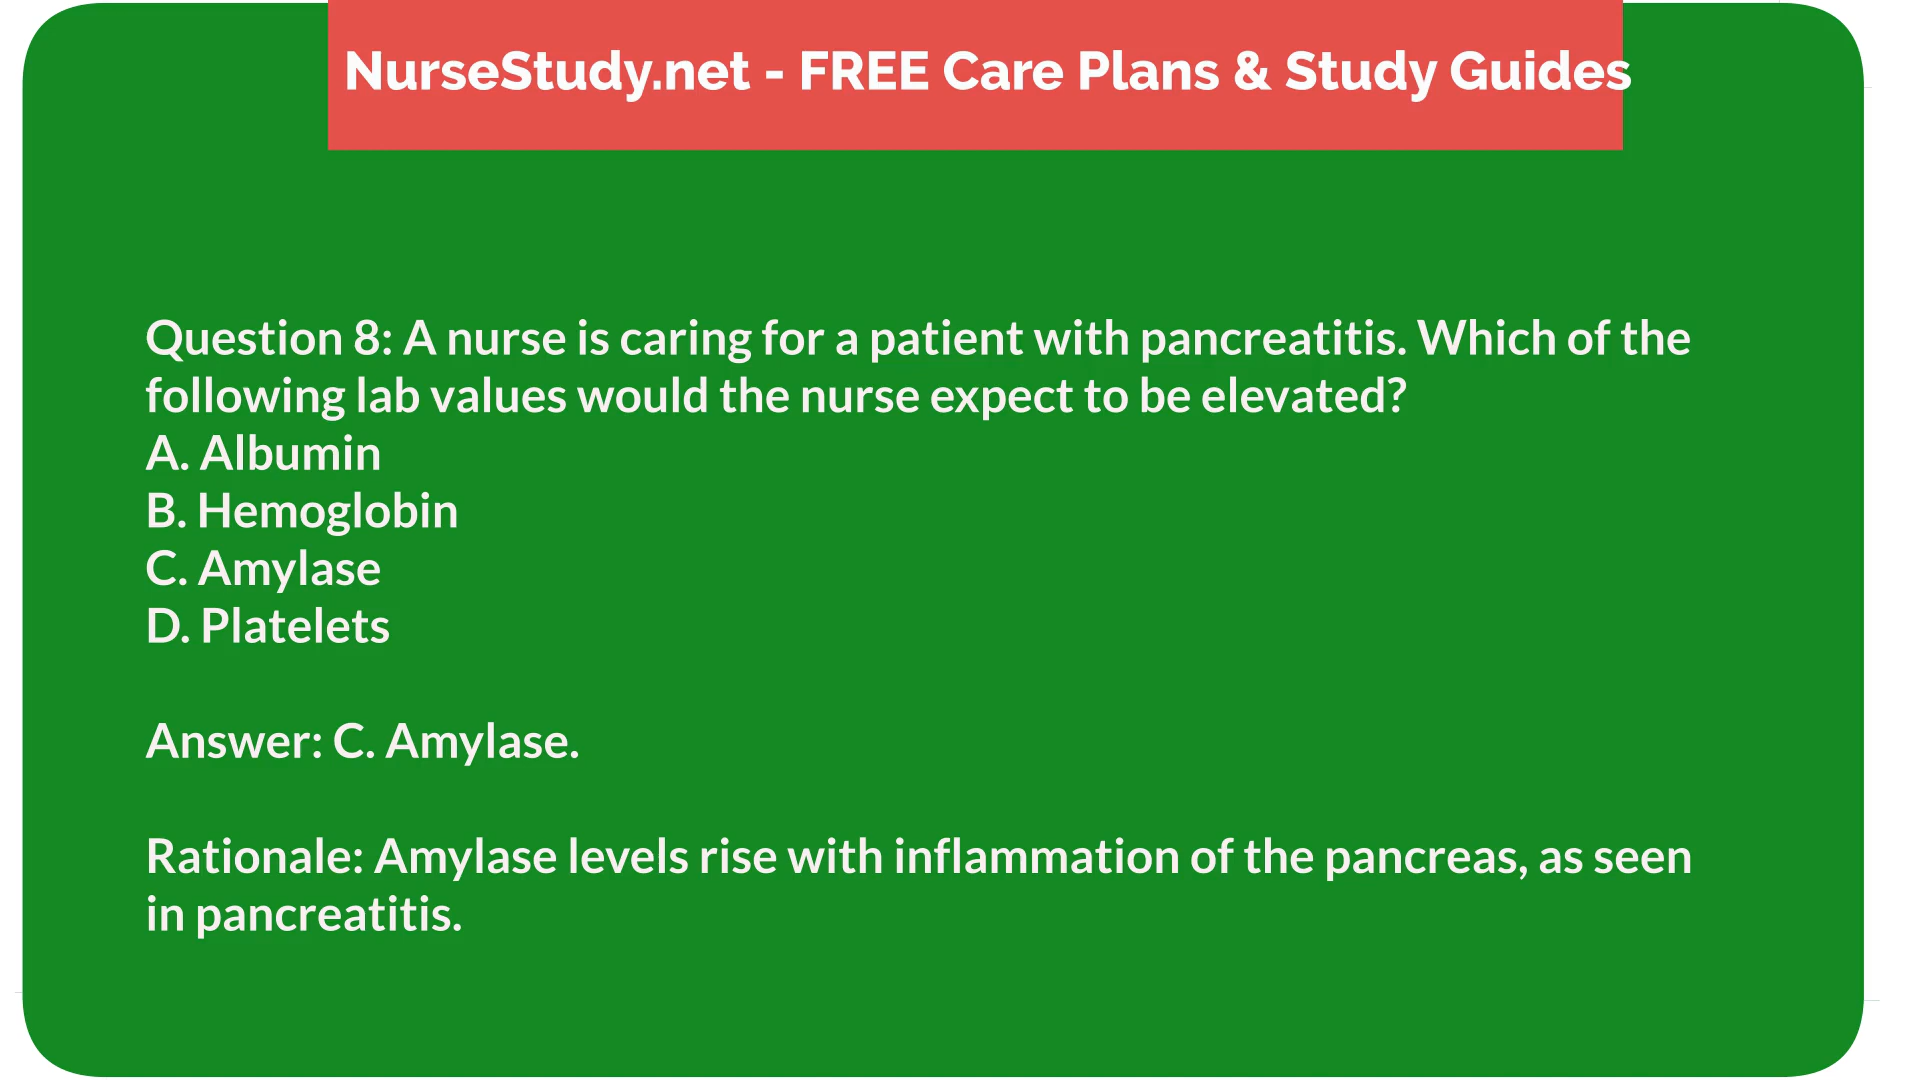 NurseStudy.net - FREE Care Plans & Study Guides
Question 8: A nurse is caring for a patient with pancreatitis. Which of the
following lab values would the nurse expect to be elevated?
A. Albumin
B. Hemoglobin
C. Amylase
D. Platelets
Answer: C. Amylase.
Rationale: Amylase levels rise with inflammation of the pancreas, as seen
in pancreatitis.